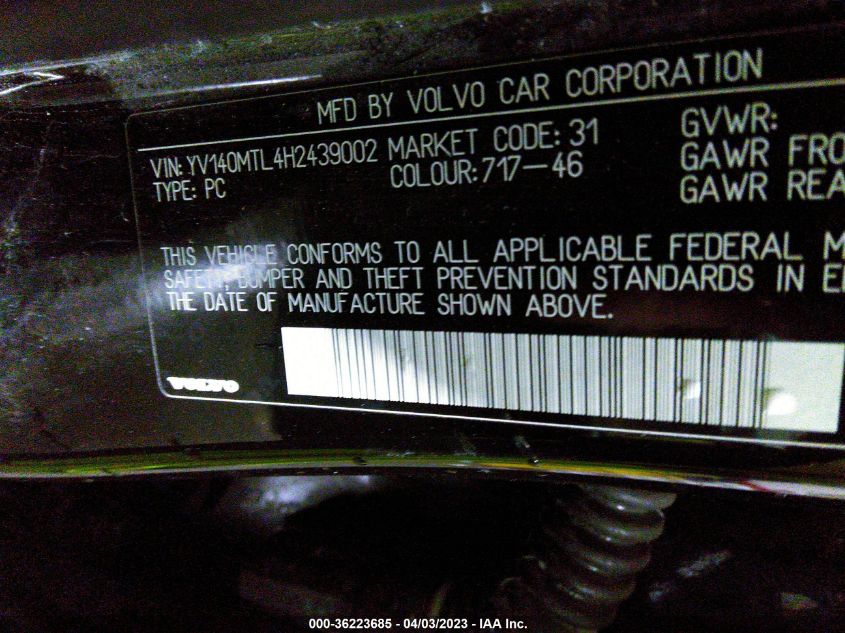 MFD BY VOLVO CAR CORPORATION
VIN: YV140MTL4H2439002 MARKET CODE: 31 GVWR:
TYPE: PC COLOUR: 717-46 GAWR FRO
GAWR REA
THIS VEHICLE CONFORMS TO ALL APPLICABLE FEDERAL M
SAFETY, BUMPER AND THEFT PREVENTION STANDARDS IN E
THE DATE OF MANUFACTURE SHOWN ABOVE.
VOLVO
000-36223685 - 04/03/2023 - IAA Inc.